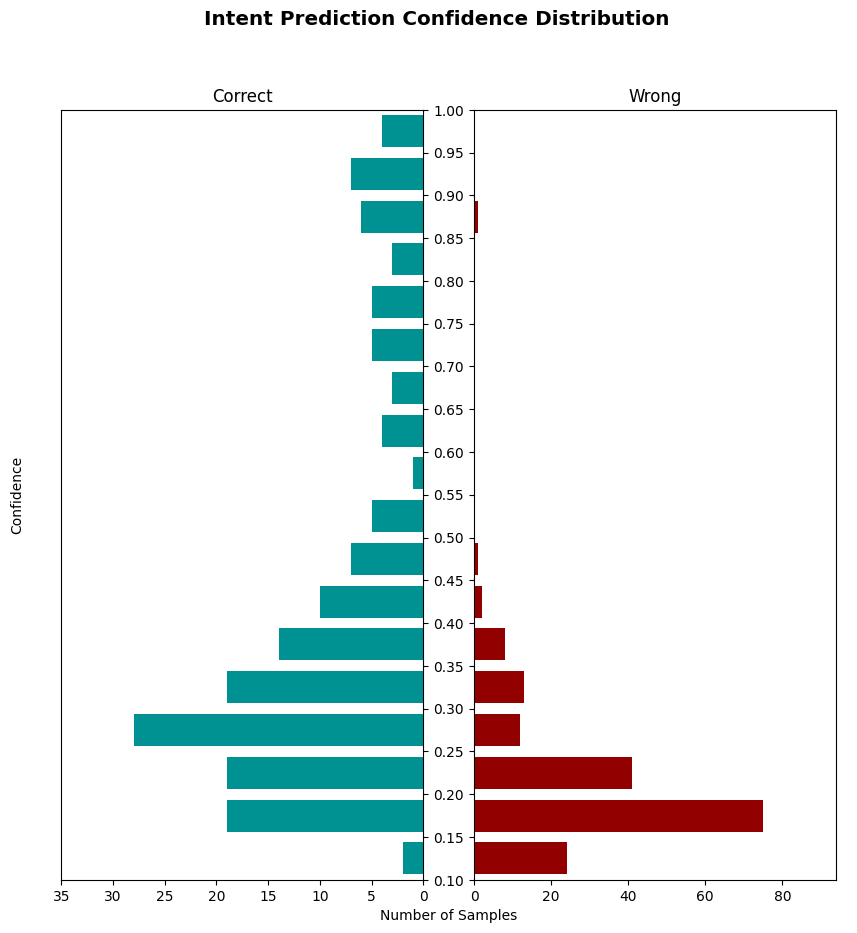 Intent Prediction Confidence Distribution
Correct
Wrong
1.00
0.95
0.90
0.85
0.80
0.75
0.70
0.65
0.60
0.55
0.50
0.45
0.40
0.35
0.30
0.25
0.20
0.15
0.10
Confidence
35 30 25 20 15 10 5 0
0 20 40 60 80
Number of Samples